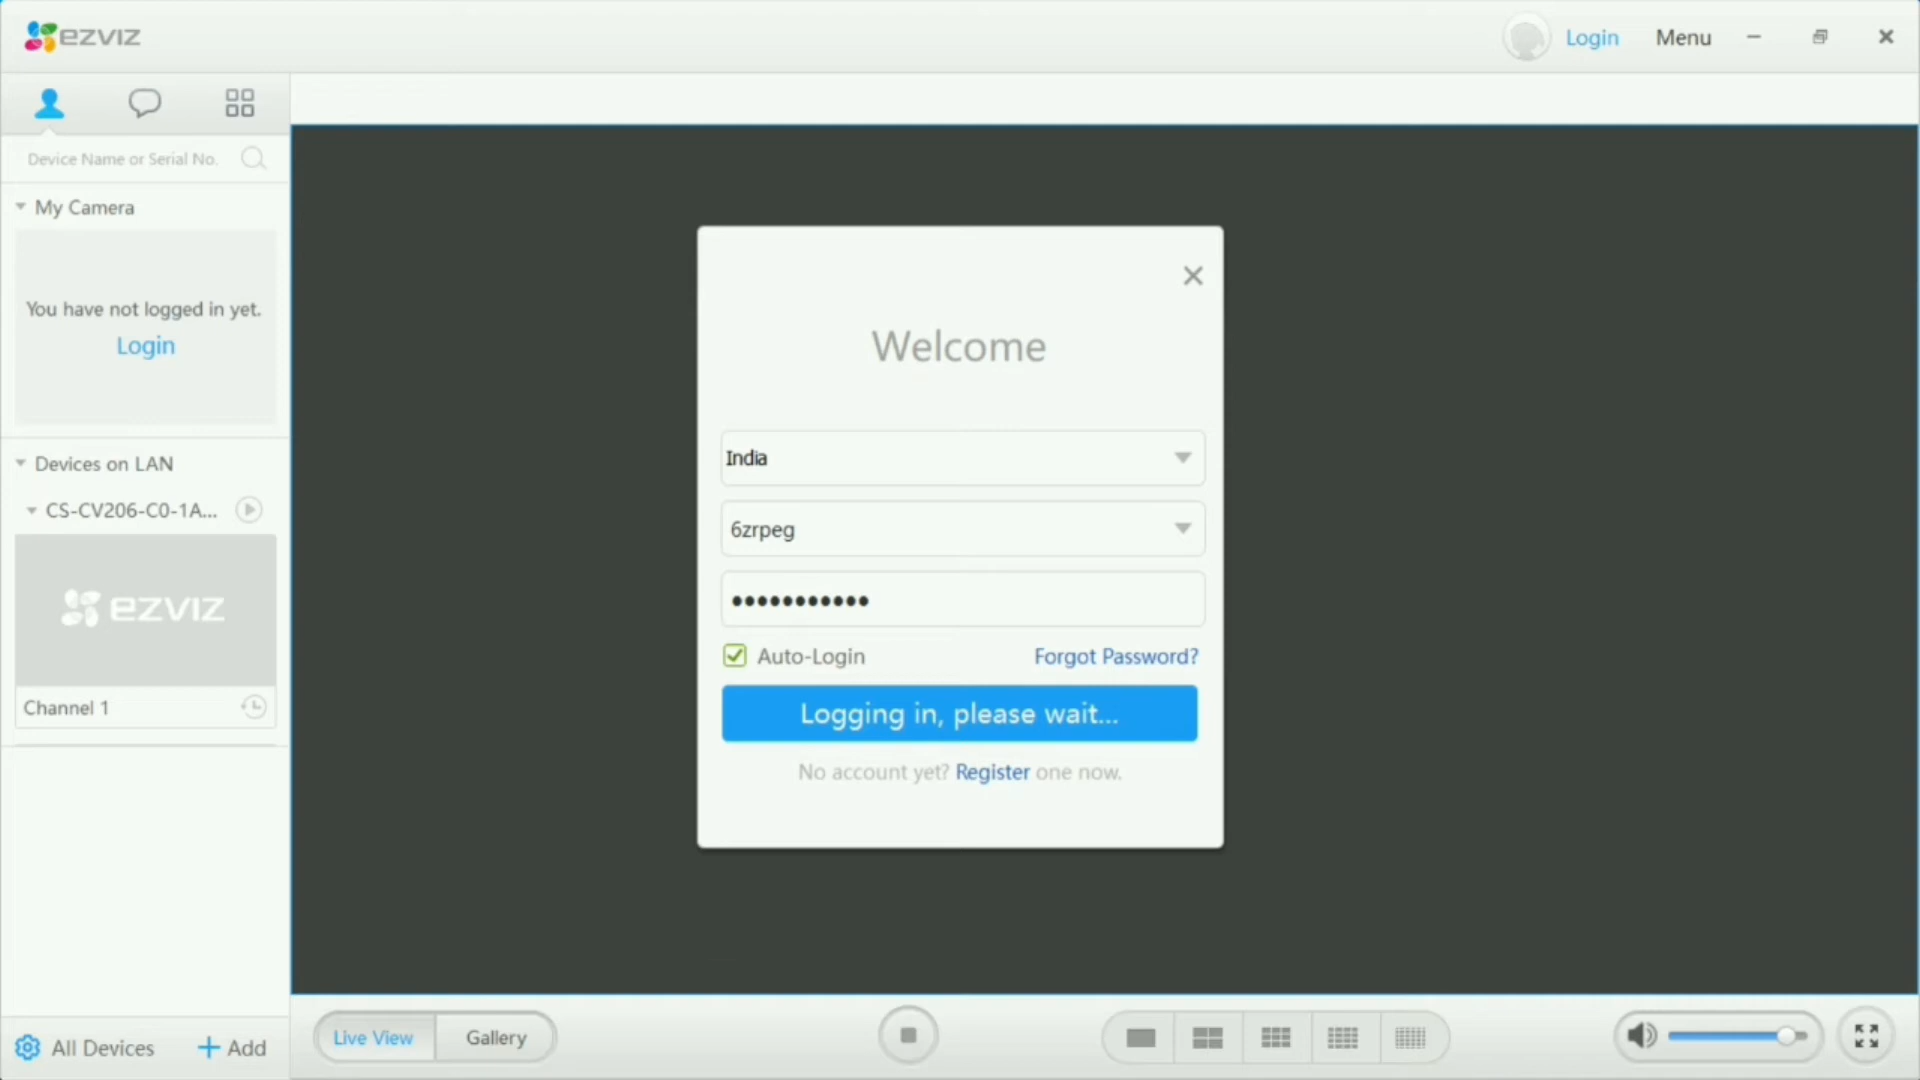 ezviz
Login
Menu
Device Name or Serial No.
My Camera
You have not logged in yet.
Login
Devices on LAN
CS-CV206-C0-1A...
ezviz
Channel 1
All Devices
Add
Welcome
India
6zrpeg
Auto-Login
Forgot Password?
Logging in, please wait...
No account yet? Register one now.
Live View
Gallery